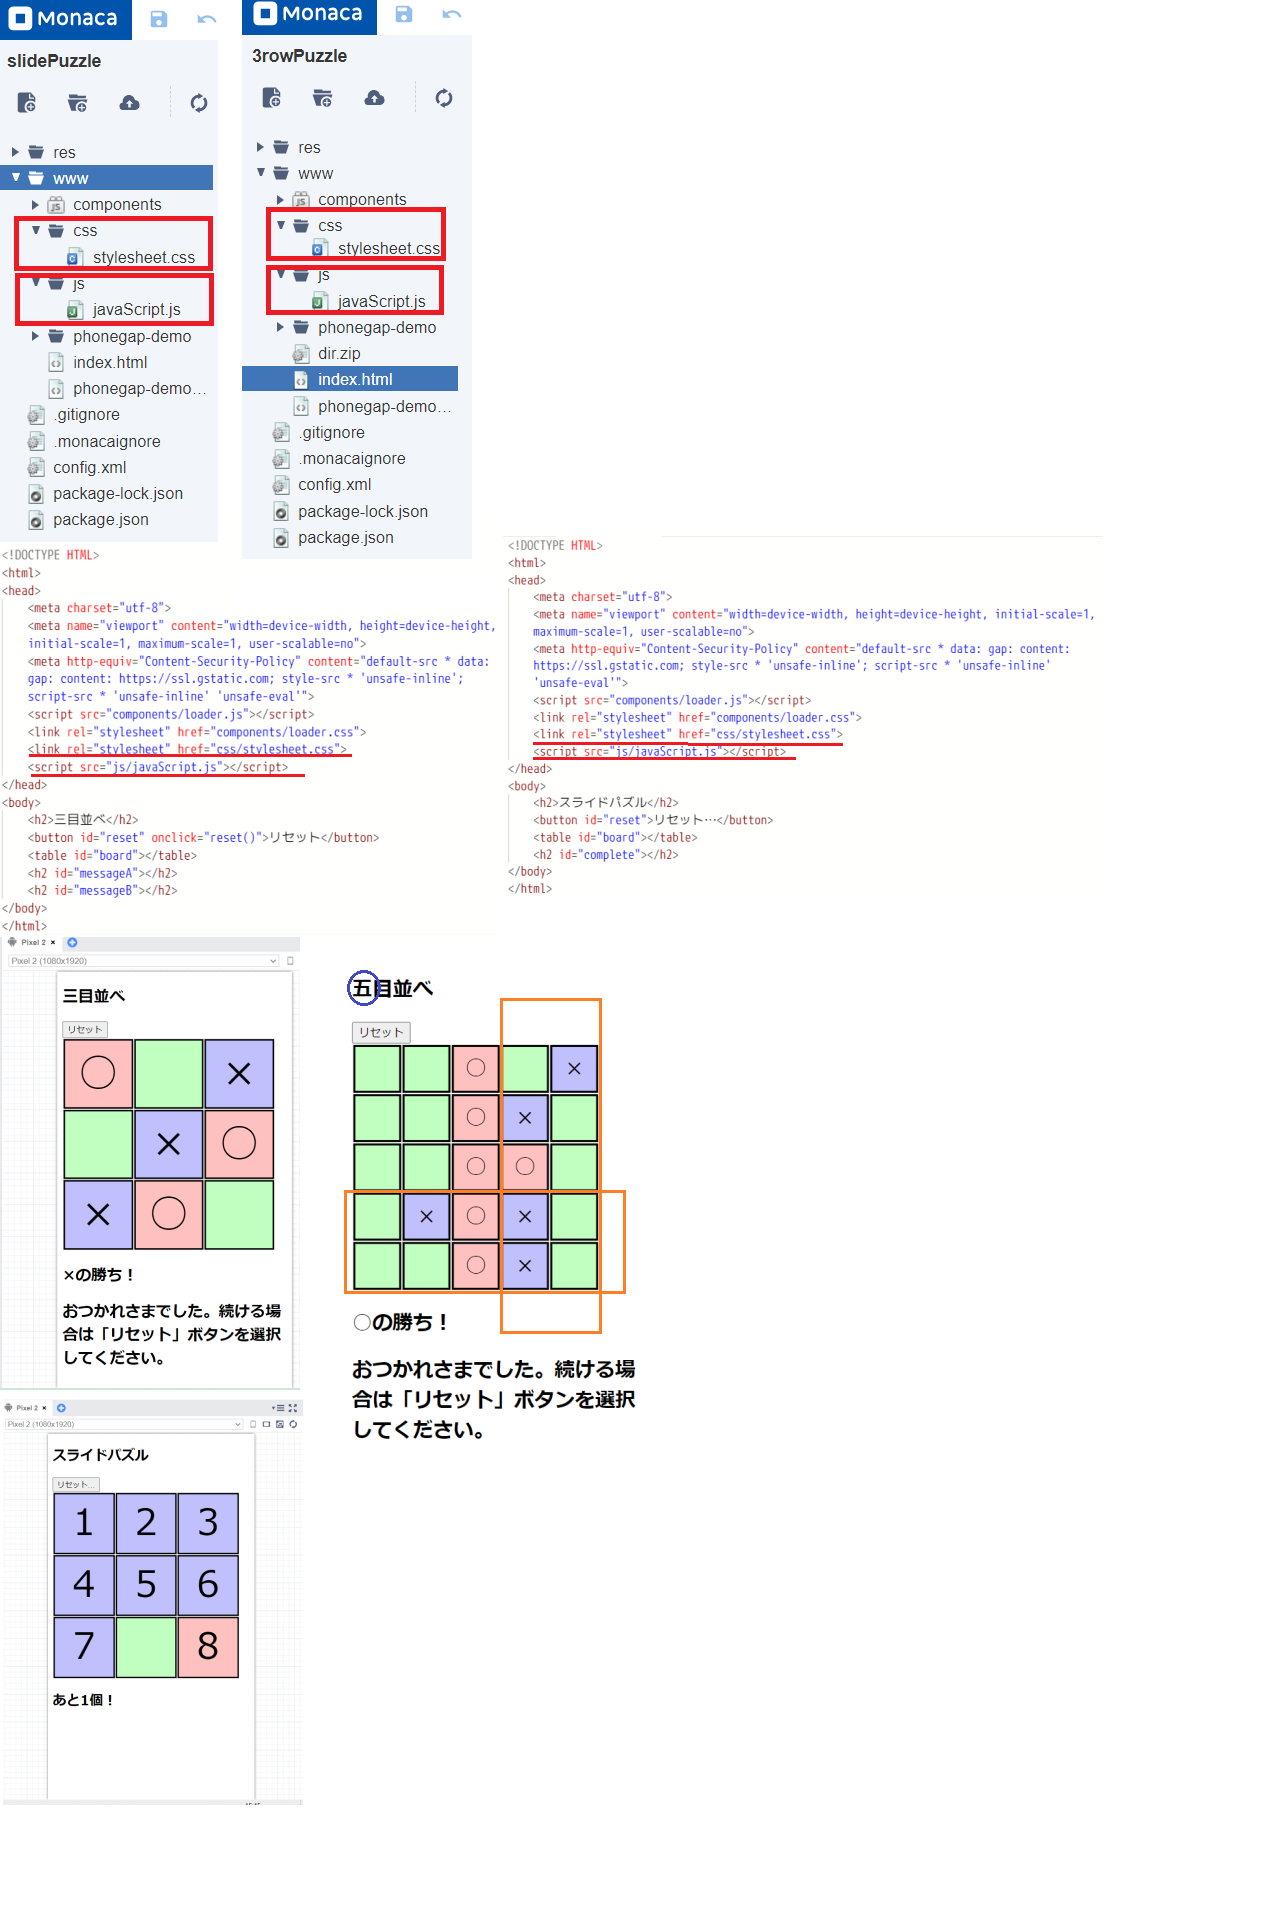 Monaca
slidePuzzle
res
www
components
css
stylesheet.css
js
javaScript.js
phonegap-demo
index.html
phonegap-demo…
.gitignore
.monacaignore
config.xml
package-lock.json
package.json
Monaca
3rowPuzzle
res
www
components
css
stylesheet.css
js
javaScript.js
phonegap-demo
dir.zip
index.html
phonegap-demo…
.gitignore
.monacaignore
config.xml
package-lock.json
package.json
<!DOCTYPE HTML>
<html>
<head>
<meta charset="utf-8">
<meta name="viewport" content="width=device-width, height=device-height,
initial-scale=1, maximum-scale=1, user-scalable=no">
<meta http-equiv="Content-Security-Policy" content="default-src * data:
gap: content: https://ssl.gstatic.com; style-src * 'unsafe-inline';
script-src * 'unsafe-inline' 'unsafe-eval'">
<script src="components/loader.js"></script>
<link rel="stylesheet" href="components/loader.css">
<link rel="stylesheet" href="css/stylesheet.css">
<script src="js/javaScript.js"></script>
</head>
<body>
<h2>三目並べ</h2>
<button id="reset" onclick="reset()">リセット</button>
<table id="board"></table>
<h2 id="messageA"></h2>
<h2 id="messageB"></h2>
</body>
</html>
<!DOCTYPE HTML>
<html>
<head>
<meta charset="utf-8">
<meta name="viewport" content="width=device-width, height=device-height, initial-scale=1,
maximum-scale=1, user-scalable=no">
<meta http-equiv="Content-Security-Policy" content="default-src * data: gap: content:
https://ssl.gstatic.com; style-src * 'unsafe-inline'; script-src * 'unsafe-inline'
'unsafe-eval'">
<script src="components/loader.js"></script>
<link rel="stylesheet" href="components/loader.css">
<link rel="stylesheet" href="css/stylesheet.css">
<script src="js/javaScript.js"></script>
</head>
<body>
<h2>スライドパズル</h2>
<button id="reset">リセット…</button>
<table id="board"></table>
<h2 id="complete"></h2>
</body>
</html>
Pixel 2 ×
Pixel 2 (1080x1920)
三目並べ
リセット
○ ×
× ○
× ○
×の勝ち！
おつかれさまでした。続ける場
合は「リセット」ボタンを選択
してください。
五目並べ
リセット
○ ×
○ ×
○ ○
× ○ ×
○ ×
○の勝ち！
おつかれさまでした。続ける場
合は「リセット」ボタンを選択
してください。
Pixel 2 ×
Pixel 2 (1080x1920)
スライドパズル
リセット…
1 2 3
4 5 6
7 8
あと1個！